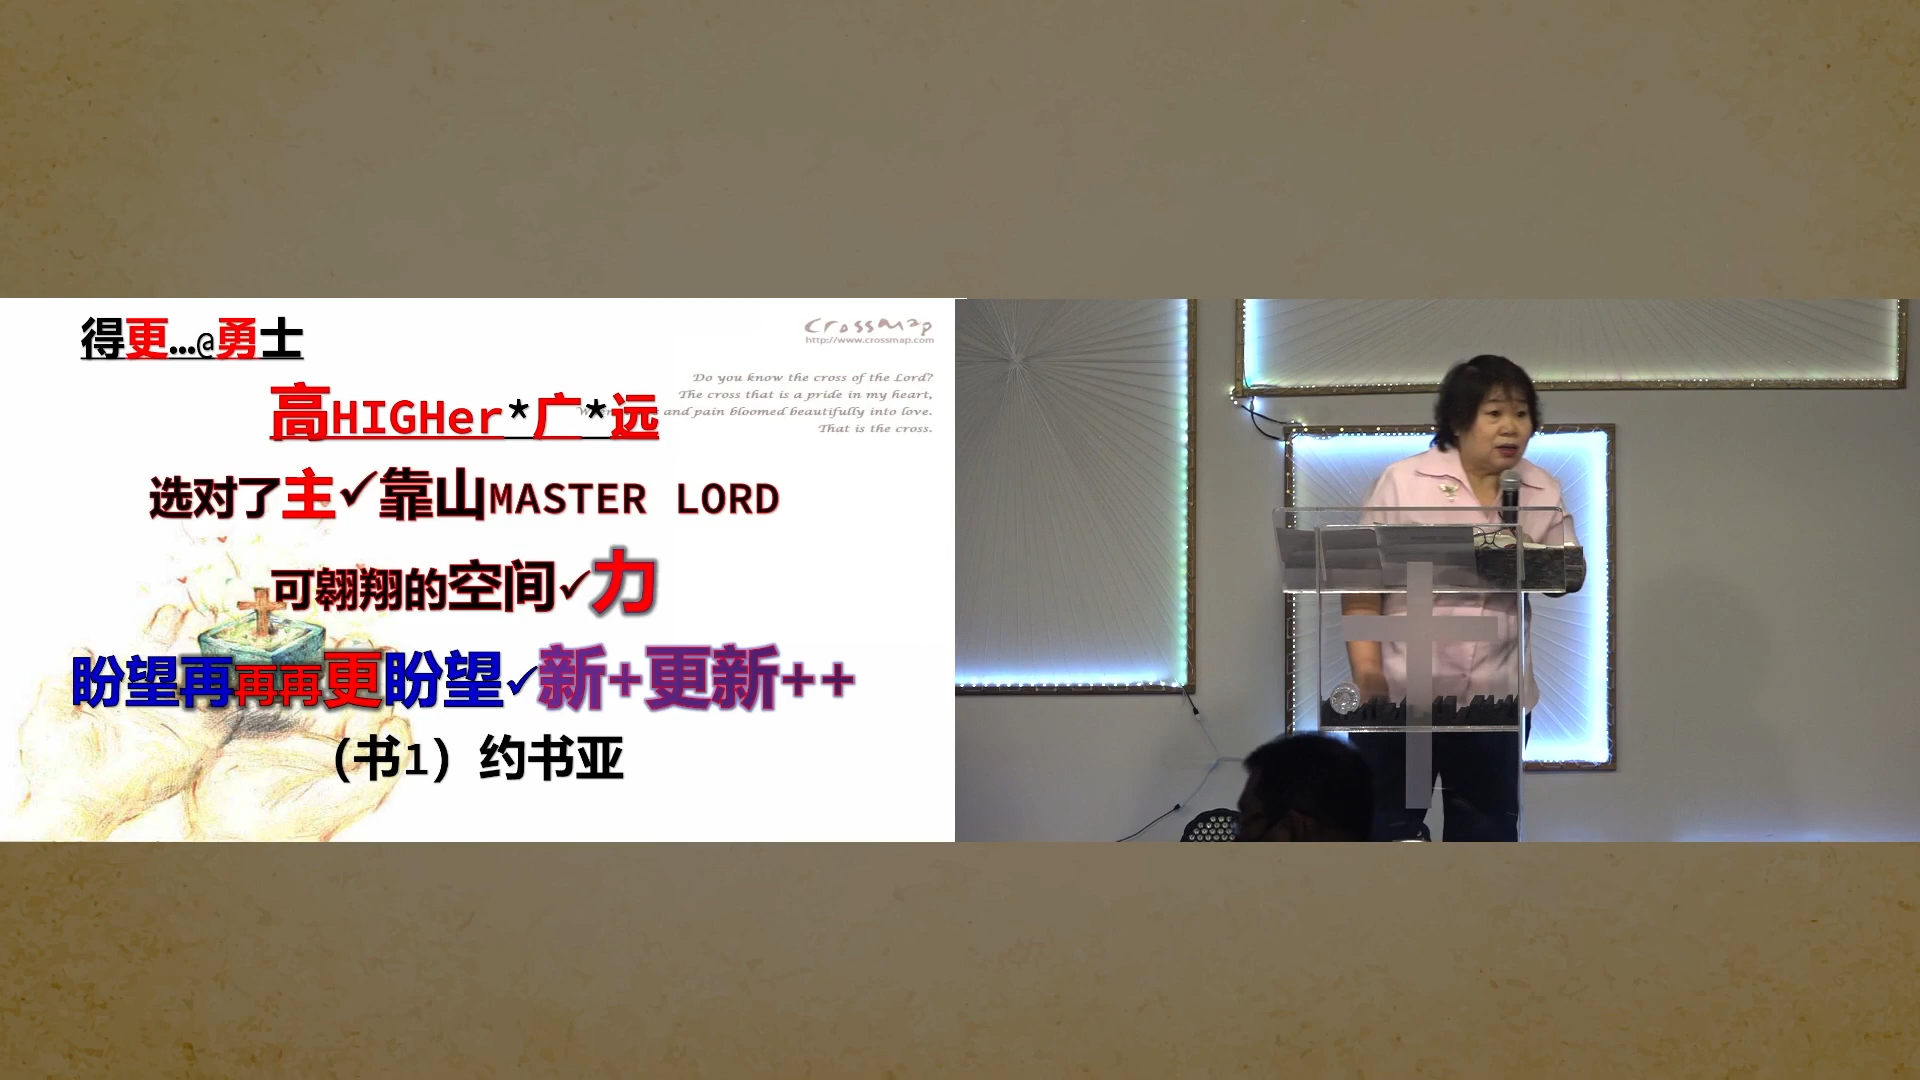 得更...@勇士
CrossMap
http://www.crossmap.com
Do you know the cross of the Lord?
The cross that is a pride in my heart,
and pain bloomed beautifully into love.
That is the cross.
高HIGHer*广*远
选对了主✓靠山MASTER LORD
可翱翔的空间✓力
盼望再再再更盼望✓新+更新++
（书1）约书亚